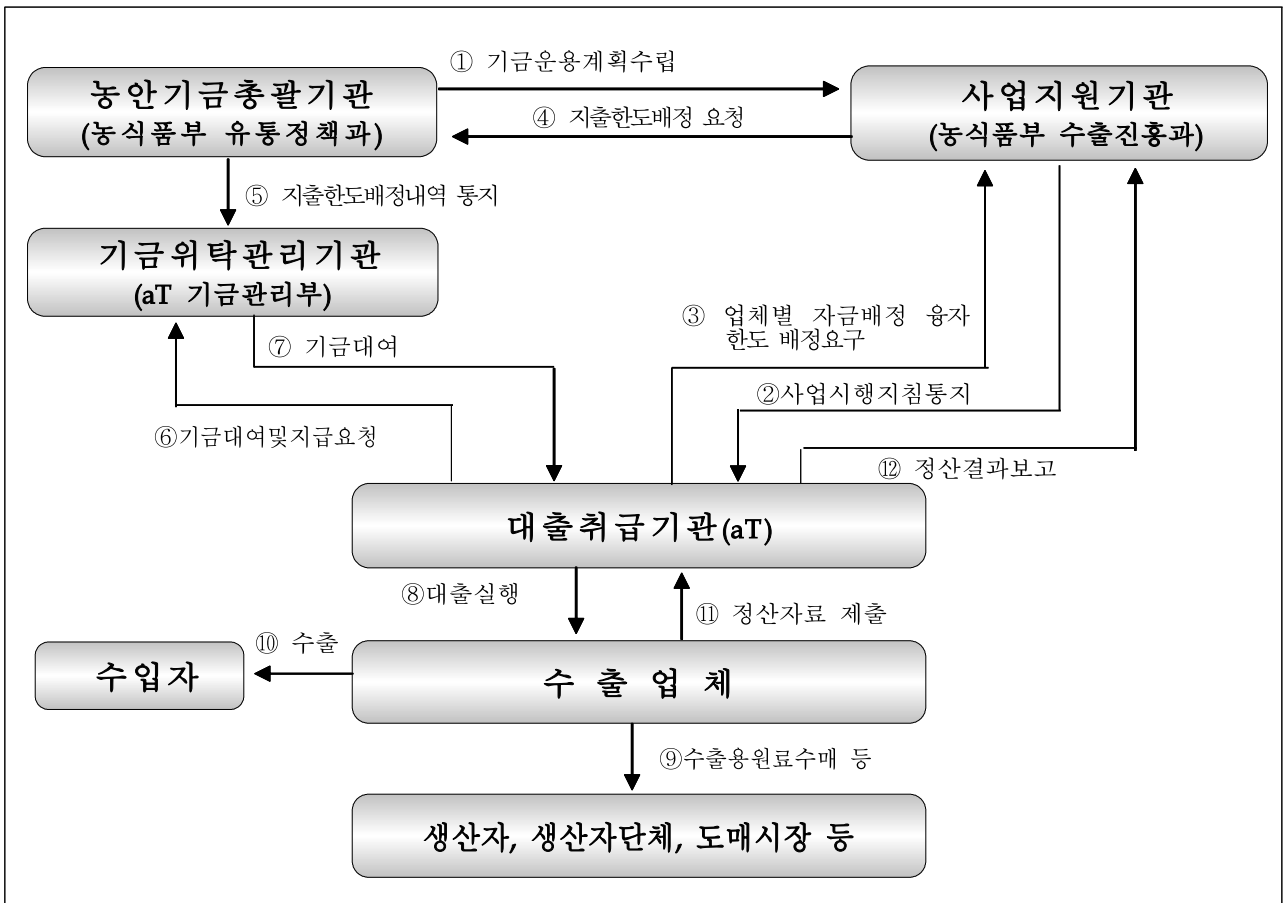 ① 기금운용계획수립
농안기금총괄기관
(농식품부 유통정책과)
사업지원기관
(농식품부 수출진흥과)
④ 지출한도배정 요청
⑤ 지출한도배정내역 통지
기금위탁관리기관
(aT 기금관리부)
③ 업체별 자금배정 융자
한도 배정요구
⑦ 기금대여
②사업시행지침통지
⑥기금대여및지급요청
⑫ 정산결과보고
대출취급기관(aT)
⑧대출실행
⑪ 정산자료 제출
⑩ 수출
수입자
수 출 업 체
⑨수출용원료수매 등
생산자, 생산자단체, 도매시장 등